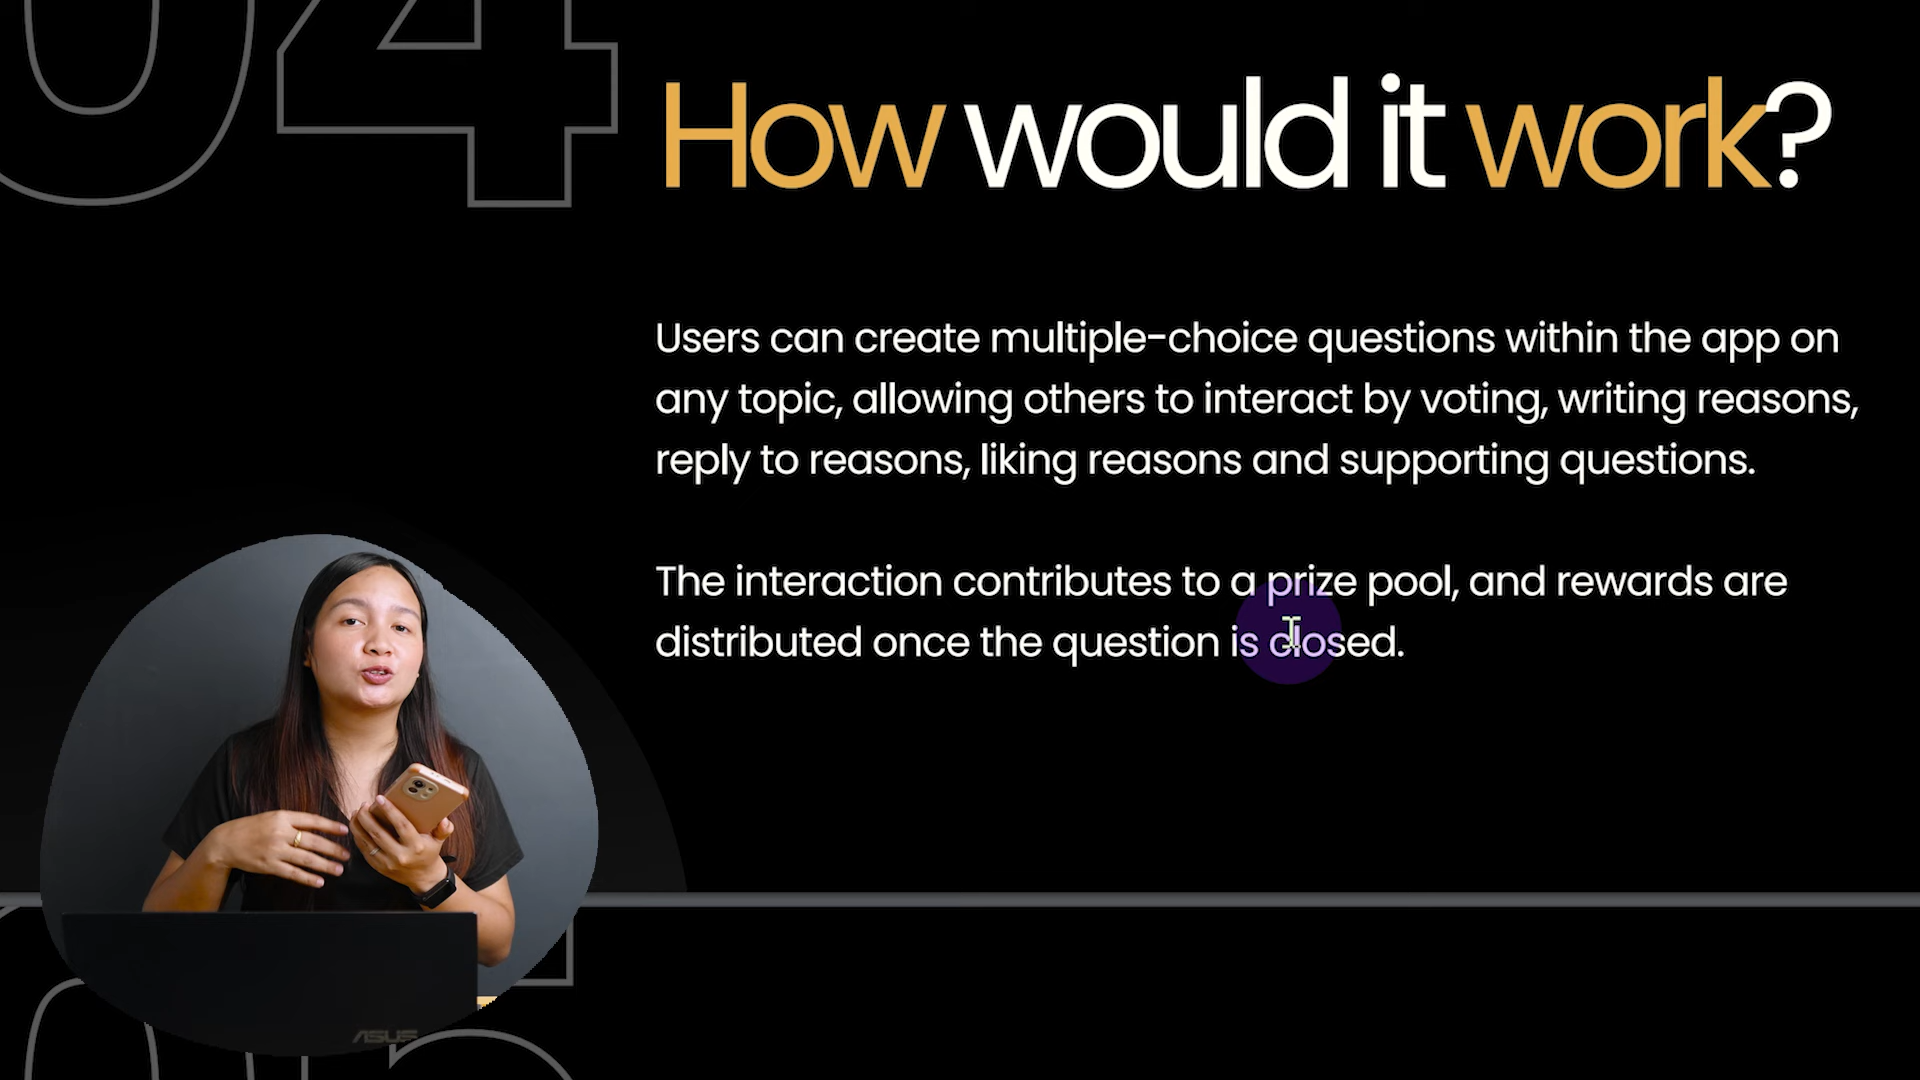 04
How would it work?
Users can create multiple-choice questions within the app on
any topic, allowing others to interact by voting, writing reasons,
reply to reasons, liking reasons and supporting questions.
The interaction contributes to a prize pool, and rewards are
distributed once the question is closed.
ASUS